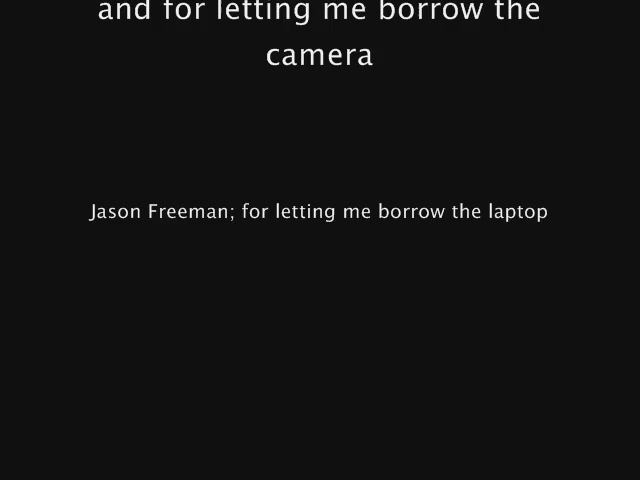 and for letting me borrow the
camera
Jason Freeman; for letting me borrow the laptop